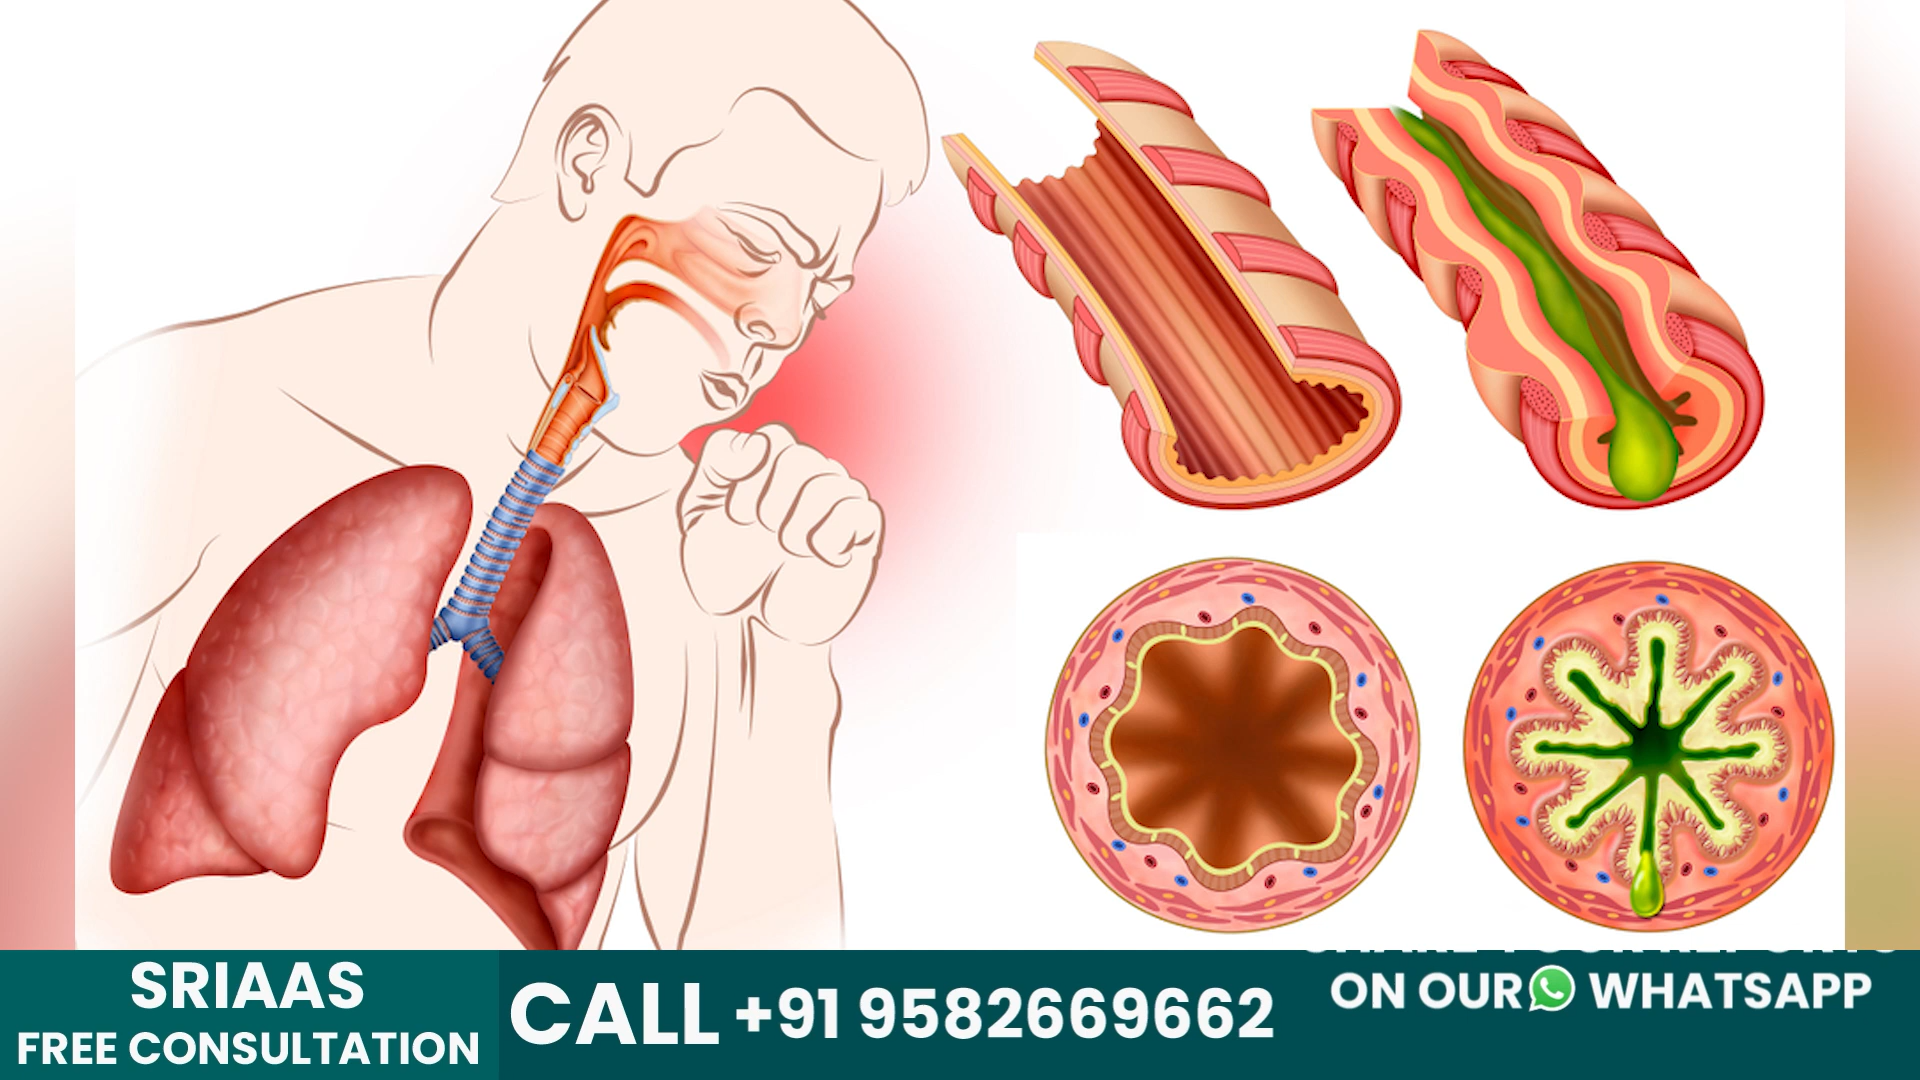 SRIAAS
FREE CONSULTATION
CALL +91 9582669662
ON OUR WHATSAPP